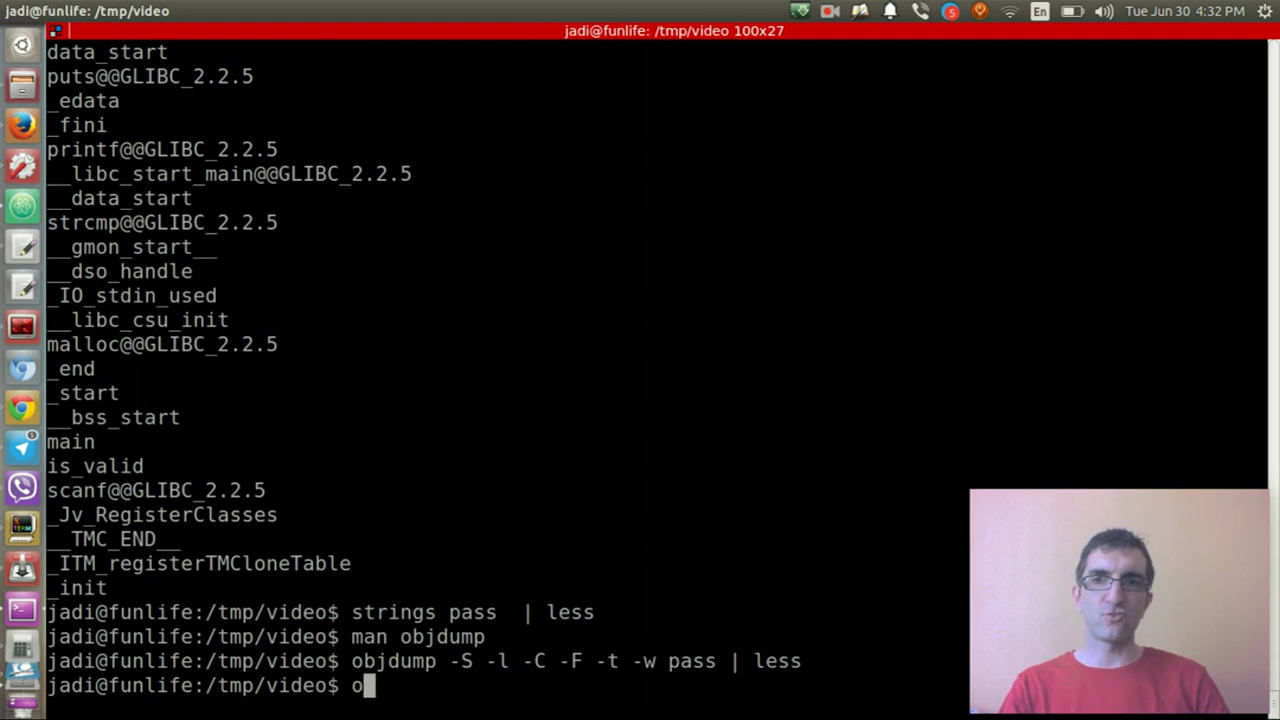 jadi@funlife: /tmp/video
En
Tue Jun 30 4:32 PM
jadi@funlife: /tmp/video 100x27
data_start
puts@@GLIBC_2.2.5
_edata
_fini
printf@@GLIBC_2.2.5
__libc_start_main@@GLIBC_2.2.5
__data_start
strcmp@@GLIBC_2.2.5
__gmon_start__
__dso_handle
_IO_stdin_used
__libc_csu_init
malloc@@GLIBC_2.2.5
_end
_start
__bss_start
main
is_valid
scanf@@GLIBC_2.2.5
_Jv_RegisterClasses
__TMC_END__
_ITM_registerTMCloneTable
_init
jadi@funlife:/tmp/video$ strings pass  | less
jadi@funlife:/tmp/video$ man objdump
jadi@funlife:/tmp/video$ objdump -S -l -C -F -t -w pass | less
jadi@funlife:/tmp/video$ o